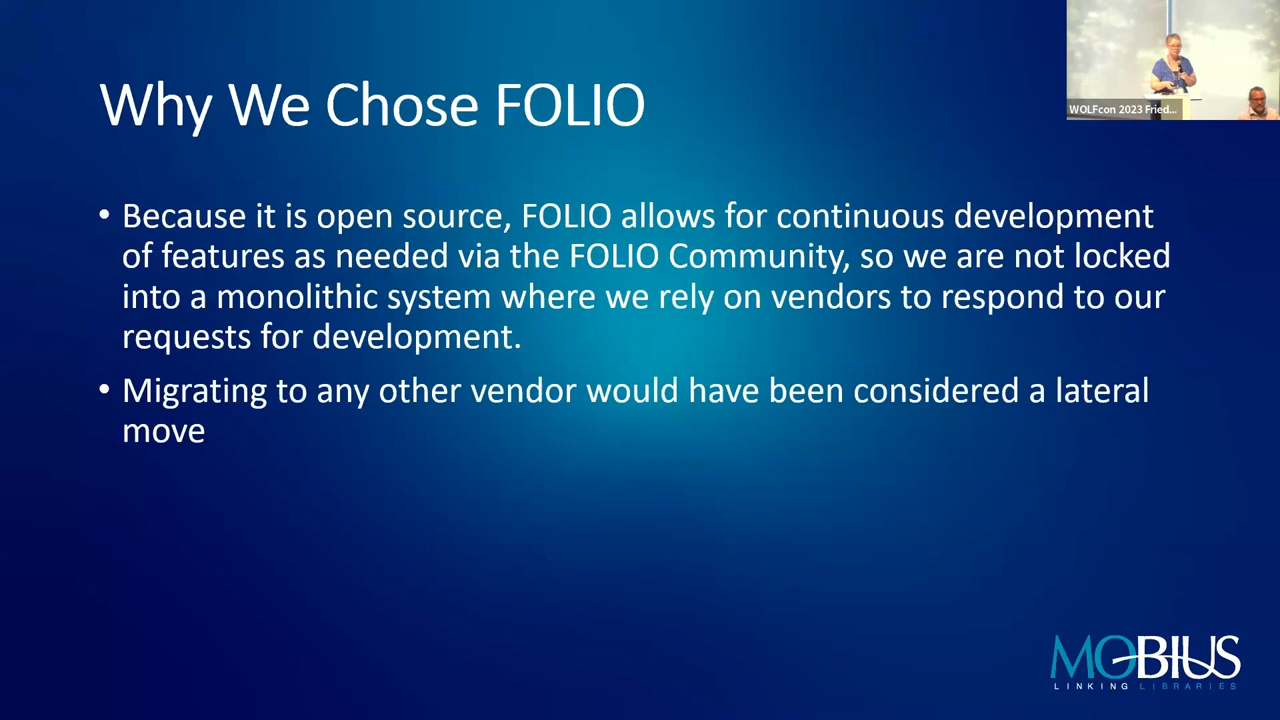 WOLFcon 2023 Fried...
Why We Chose FOLIO
• Because it is open source, FOLIO allows for continuous development
of features as needed via the FOLIO Community, so we are not locked
into a monolithic system where we rely on vendors to respond to our
requests for development.
• Migrating to any other vendor would have been considered a lateral
move
MOBIUS
LINKING LIBRARIES